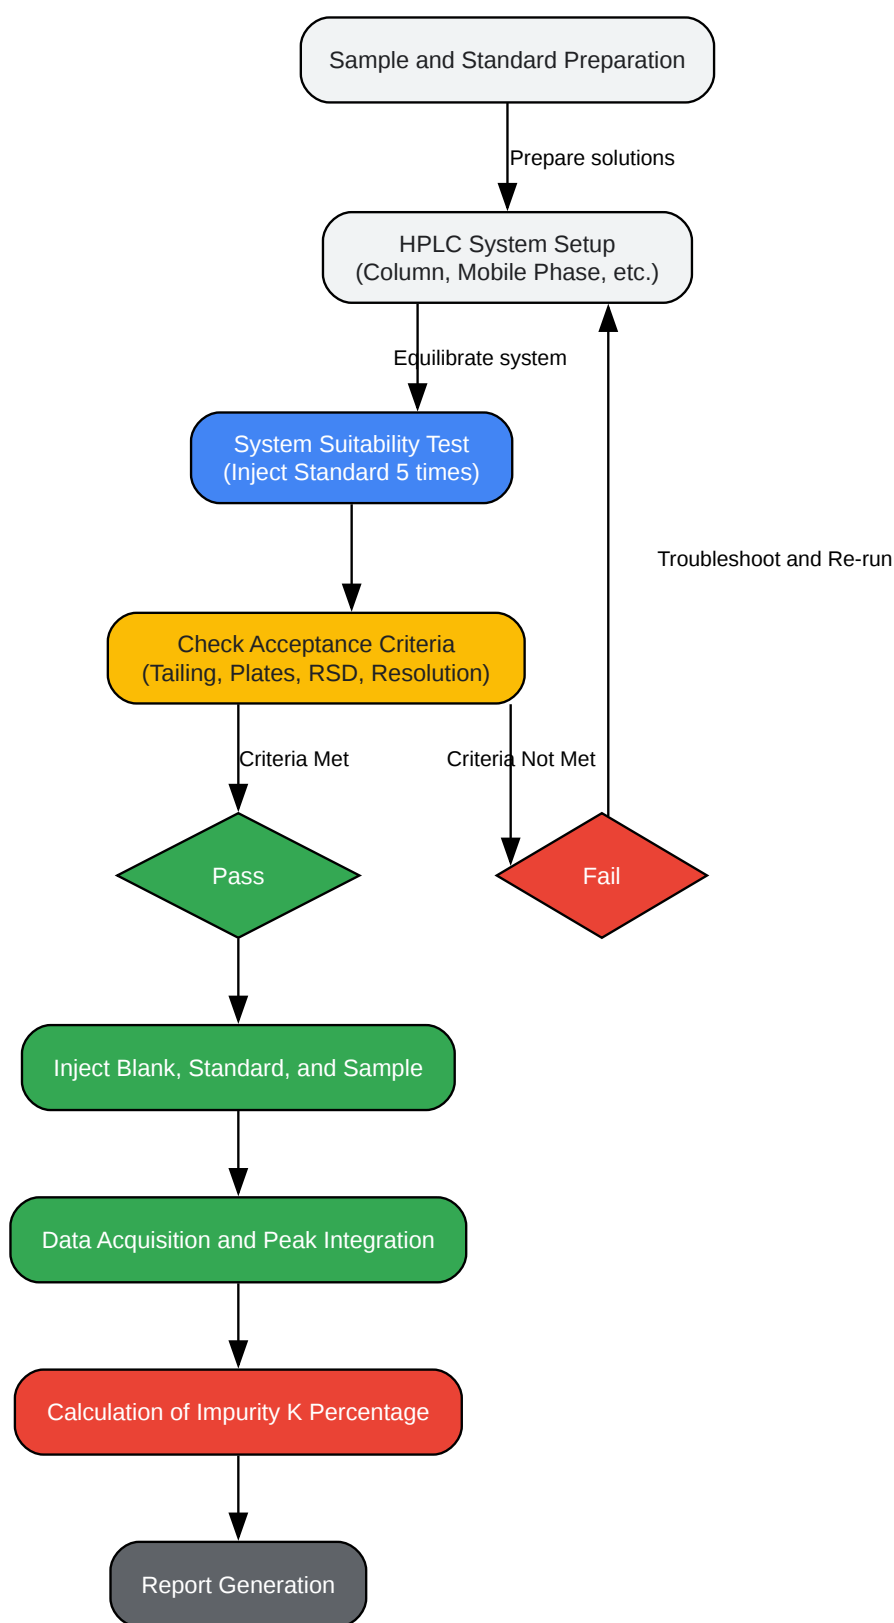 Sample and Standard Preparation
Prepare solutions
HPLC System Setup
(Column, Mobile Phase, etc.)
Equilibrate system
System Suitability Test
(Inject Standard 5 times)
Troubleshoot and Re-run
Check Acceptance Criteria
(Tailing, Plates, RSD, Resolution)
Criteria Met
Criteria Not Met
Pass
Fail
Inject Blank, Standard, and Sample
Data Acquisition and Peak Integration
Calculation of Impurity K Percentage
Report Generation